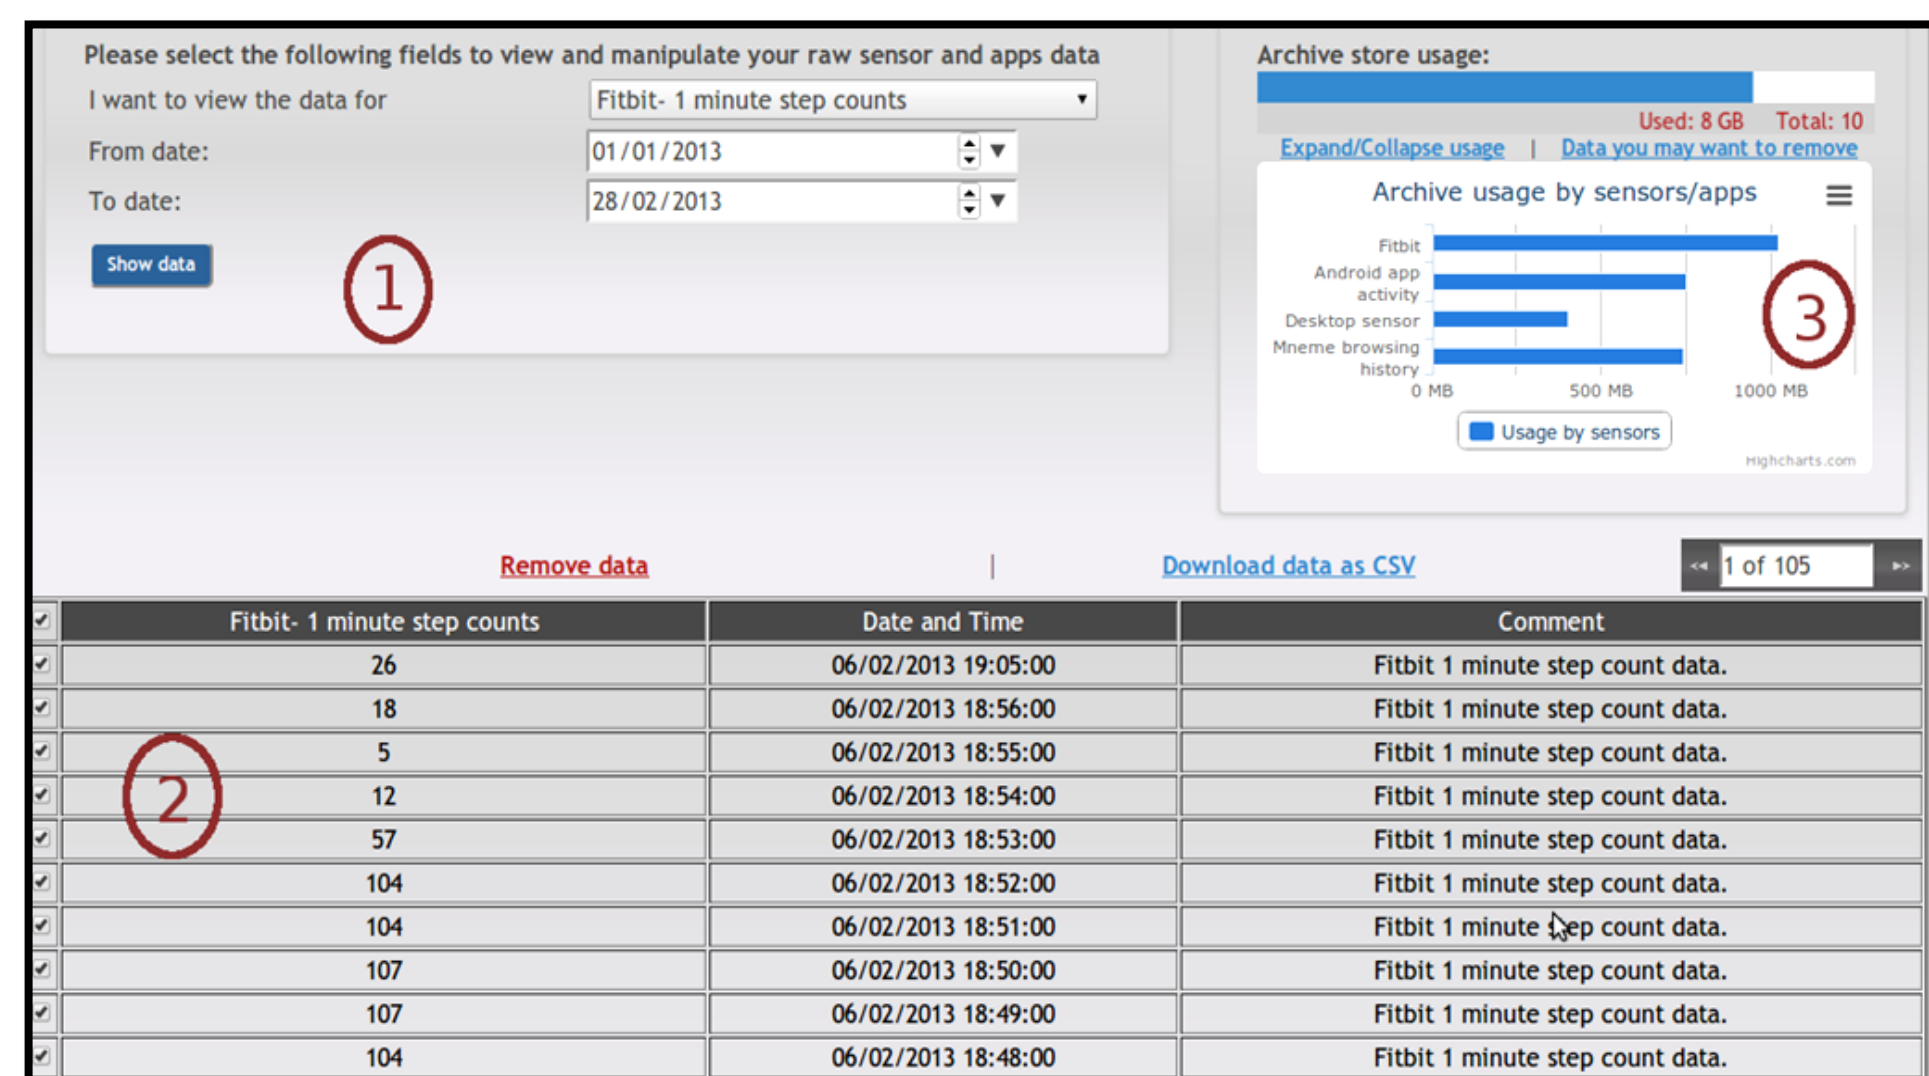 Please select the following fields to view and manipulate your raw sensor and apps data
I want to view the data for
Fitbit- 1 minute step counts
From date:
01/01/2013
To date:
28/02/2013
Show data
1
Archive store usage:
Used: 8 GB Total: 10
Expand/Collapse usage | Data you may want to remove
Archive usage by sensors/apps
Fitbit
Android app
activity
Desktop sensor
Mneme browsing
history
0 MB 500 MB 1000 MB
Usage by sensors
Highcharts.com
3
Remove data | Download data as CSV
1 of 105
Fitbit- 1 minute step counts Date and Time Comment
26 06/02/2013 19:05:00 Fitbit 1 minute step count data.
18 06/02/2013 18:56:00 Fitbit 1 minute step count data.
5 06/02/2013 18:55:00 Fitbit 1 minute step count data.
2
12 06/02/2013 18:54:00 Fitbit 1 minute step count data.
57 06/02/2013 18:53:00 Fitbit 1 minute step count data.
104 06/02/2013 18:52:00 Fitbit 1 minute step count data.
104 06/02/2013 18:51:00 Fitbit 1 minute step count data.
107 06/02/2013 18:50:00 Fitbit 1 minute step count data.
107 06/02/2013 18:49:00 Fitbit 1 minute step count data.
104 06/02/2013 18:48:00 Fitbit 1 minute step count data.